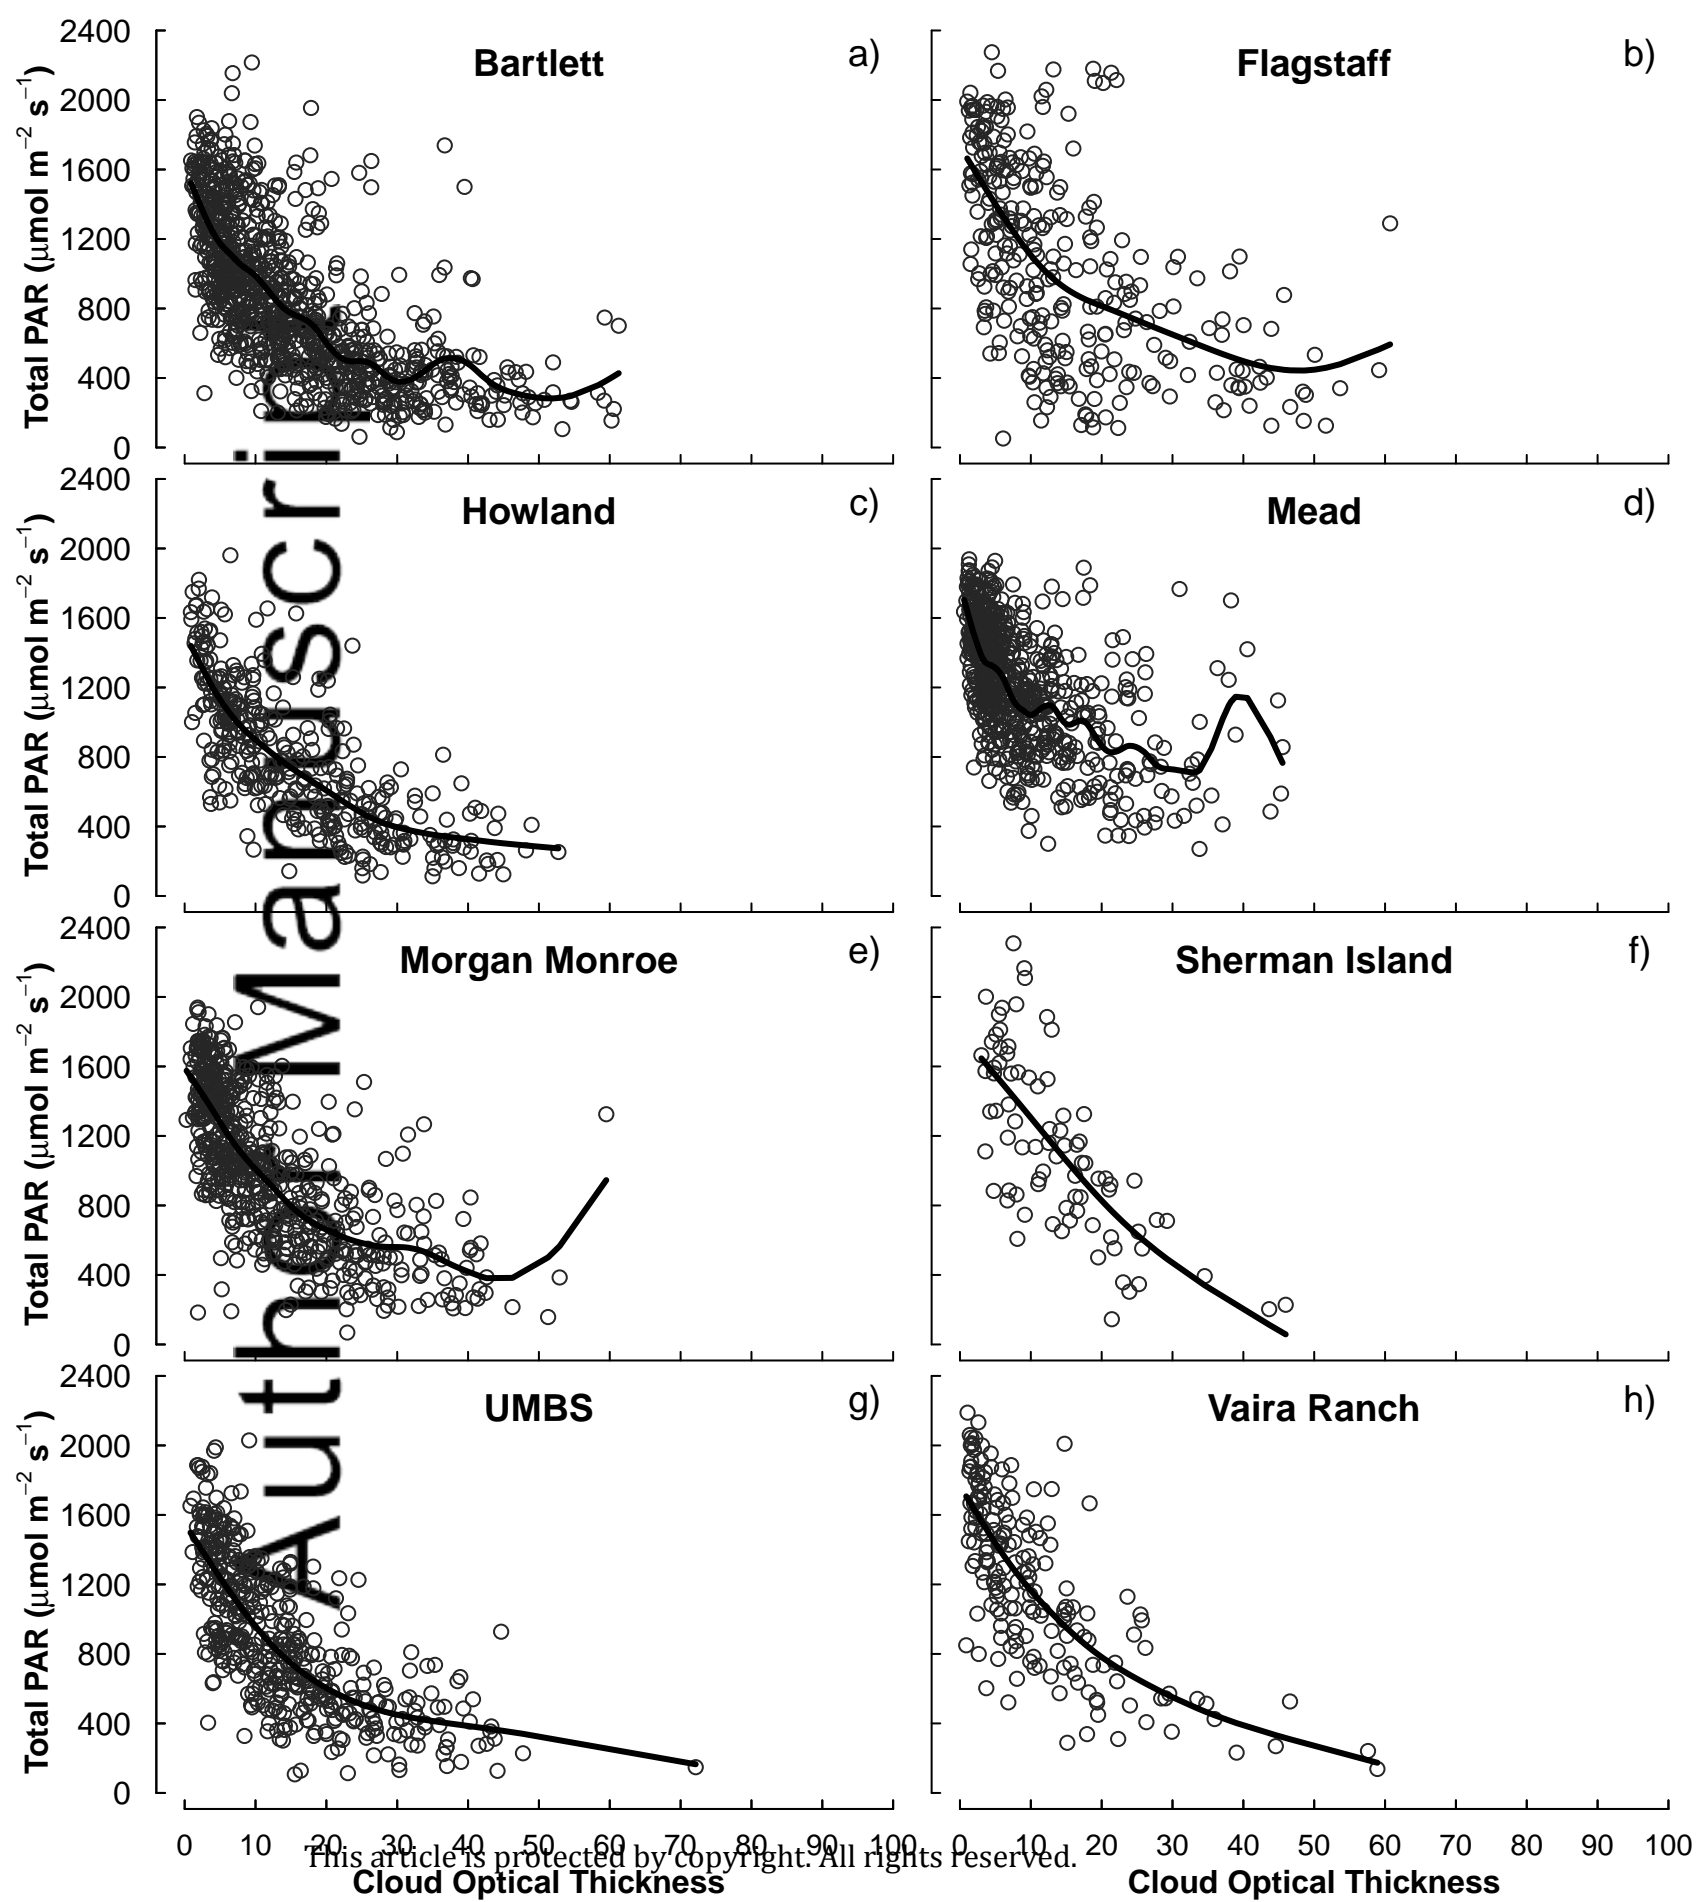 Bartlett a)
Flagstaff b)
2400
2000
1600
1200
800
400
0
Total PAR (μmol m⁻² s⁻¹)
Howland c)
Mead d)
2400
2000
1600
1200
800
400
0
Total PAR (μmol m⁻² s⁻¹)
Morgan Monroe e)
Sherman Island f)
2400
2000
1600
1200
800
400
0
Total PAR (μmol m⁻² s⁻¹)
UMBS g)
Vaira Ranch h)
2400
2000
1600
1200
800
400
0
Total PAR (μmol m⁻² s⁻¹)
0 10 20 30 40 50 60 70 80 90 100
0 10 20 30 40 50 60 70 80 90 100
Cloud Optical Thickness
Cloud Optical Thickness
Author Manuscript
This article is protected by copyright. All rights reserved.